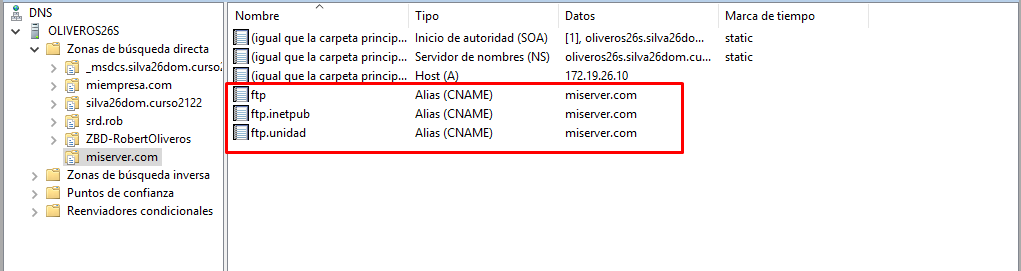 DNS
OLIVEROS26S
Zonas de búsqueda directa
_msdcs.silva26dom.curso2
miempresa.com
silva26dom.curso2122
srd.rob
ZBD-RobertOliveros
miserver.com
Zonas de búsqueda inversa
Puntos de confianza
Reenviadores condicionales
Nombre Tipo Datos Marca de tiempo
(igual que la carpeta princip... Inicio de autoridad (SOA) [1], oliveros26s.silva26do... static
(igual que la carpeta princip... Servidor de nombres (NS) oliveros26s.silva26dom.cu... static
(igual que la carpeta princip... Host (A) 172.19.26.10
ftp Alias (CNAME) miserver.com
ftp.inetpub Alias (CNAME) miserver.com
ftp.unidad Alias (CNAME) miserver.com